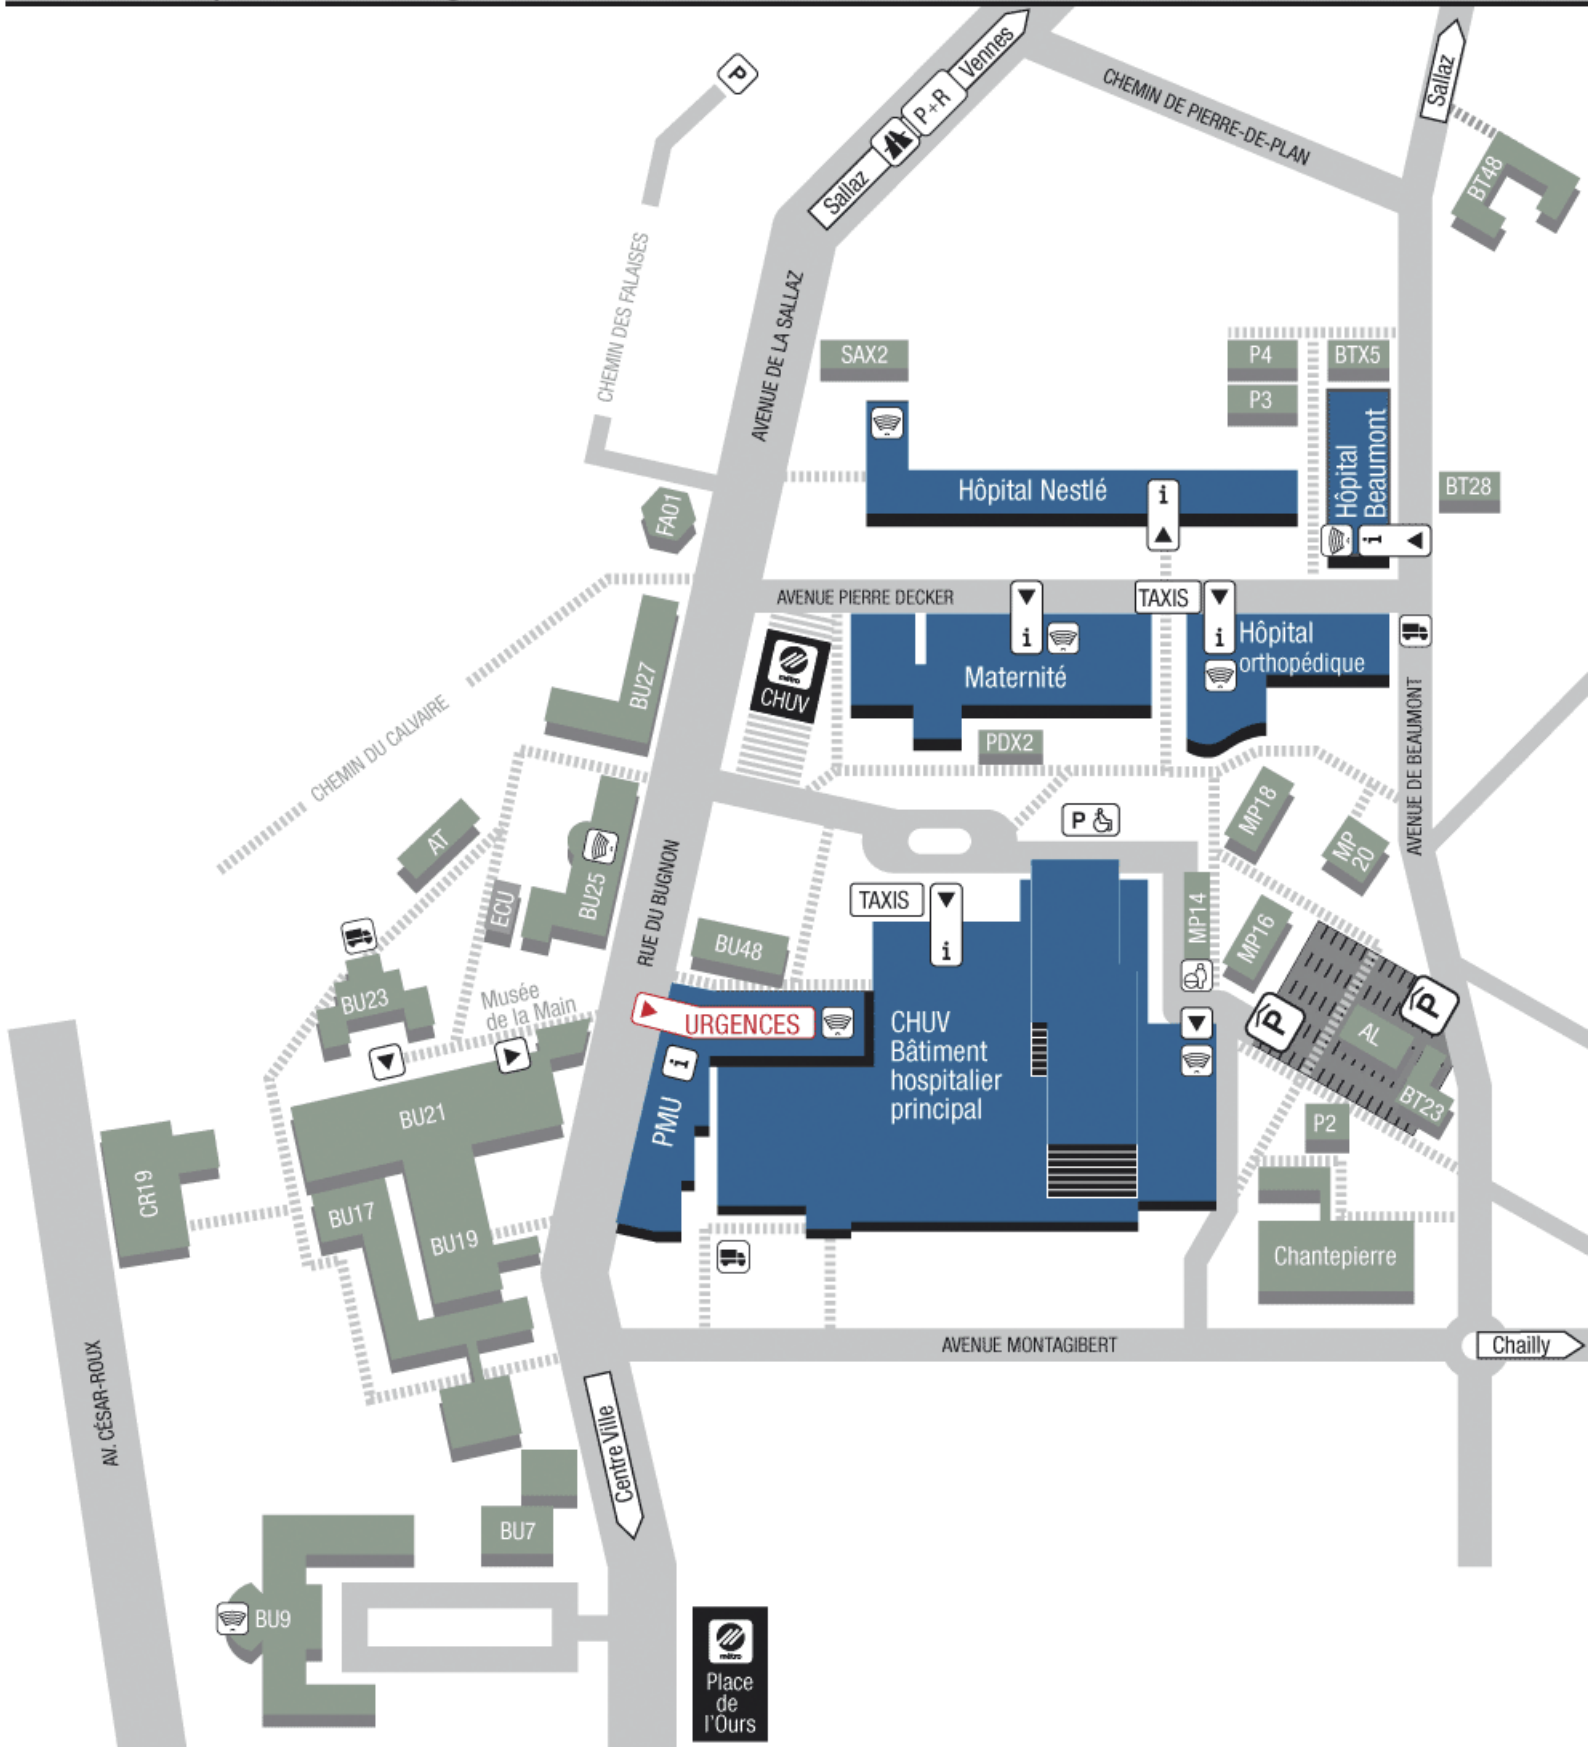 P
Sallaz
P+R
Vennes
CHEMIN DE PIERRE-DE-PLAN
Sallaz
BT48
CHEMIN DES FALAISES
AVENUE DE LA SALLAZ
SAX2
P4
BTX5
P3
Hôpital Nestlé
i
Hôpital
Beaumont
i
BT28
FA01
AVENUE PIERRE DECKER
TAXIS
i
i
métro
CHUV
Maternité
Hôpital
orthopédique
BU27
PDX2
AVENUE DE BEAUMONT
CHEMIN DU CALVAIRE
AT
ECU
BU25
RUE DU BUGNON
P
MP18
MP
20
TAXIS
i
MP14
MP16
BU48
BU23
Musée
de la Main
URGENCES
i
PMU
CHUV
Bâtiment
hospitalier
principal
P
P
AL
BT23
P2
BU21
CR19
BU17
BU19
Chantepierre
AVENUE MONTAGIBERT
Chailly
AV. CÉSAR-ROUX
Centre Ville
BU7
BU9
métro
Place
de
l'Ours